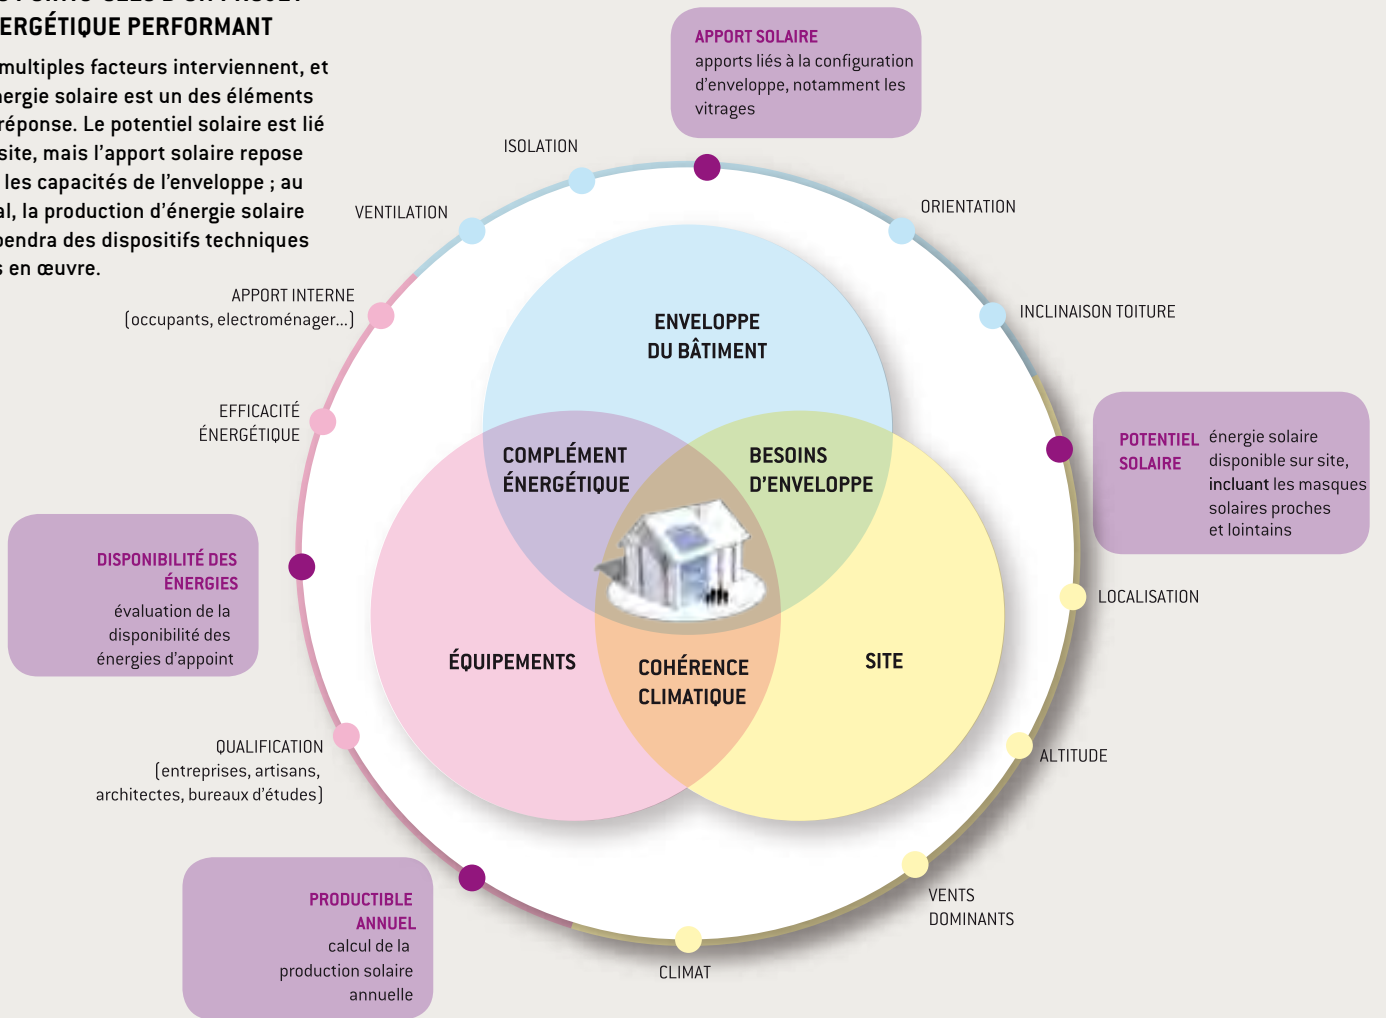 ERGÉTIQUE PERFORMANT
multiples facteurs interviennent, et
nergie solaire est un des éléments
réponse. Le potentiel solaire est lié
site, mais l’apport solaire repose
les capacités de l’enveloppe ; au
al, la production d’énergie solaire
pendra des dispositifs techniques
s en œuvre.
APPORT SOLAIRE
apports liés à la configuration
d’enveloppe, notamment les
vitrages
ISOLATION
VENTILATION
ORIENTATION
APPORT INTERNE
(occupants, electroménager...)
INCLINAISON TOITURE
ENVELOPPE
DU BÂTIMENT
EFFICACITÉ
ÉNERGÉTIQUE
COMPLÉMENT
ÉNERGÉTIQUE
BESOINS
D’ENVELOPPE
POTENTIEL
SOLAIRE
énergie solaire
disponible sur site,
incluant les masques
solaires proches
et lointains
DISPONIBILITÉ DES
ÉNERGIES
évaluation de la
disponibilité des
énergies d’appoint
LOCALISATION
ÉQUIPEMENTS
COHÉRENCE
CLIMATIQUE
SITE
QUALIFICATION
(entreprises, artisans,
architectes, bureaux d’études)
ALTITUDE
PRODUCTIBLE
ANNUEL
calcul de la
production solaire
annuelle
VENTS
DOMINANTS
CLIMAT